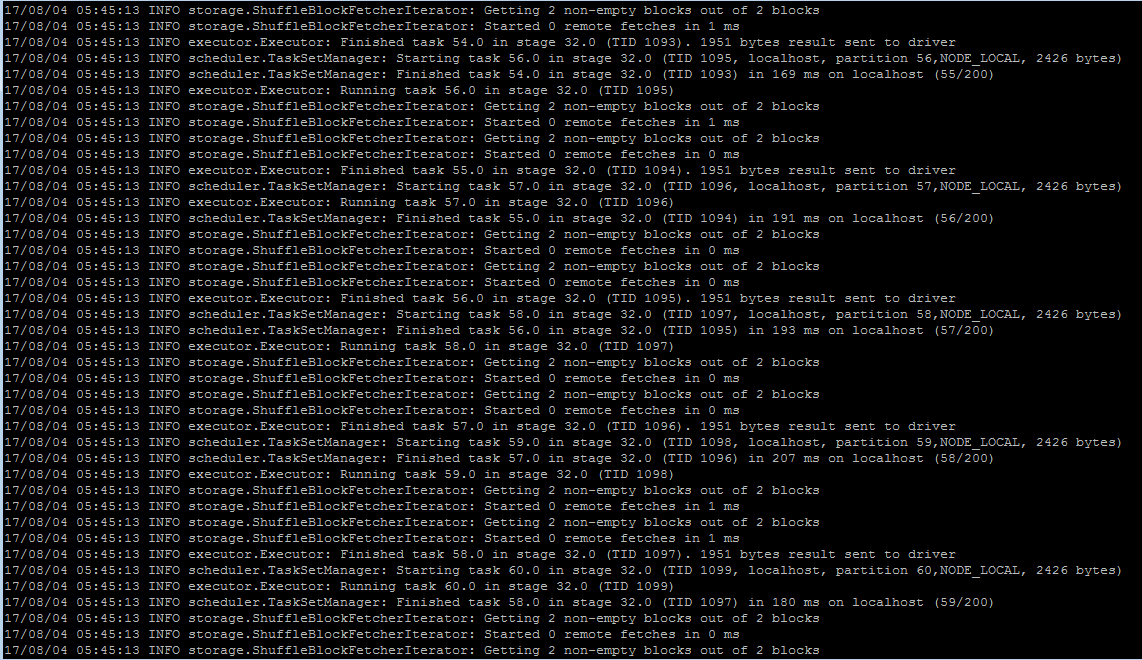 17/08/04 05:45:13 INFO storage.ShuffleBlockFetcherIterator: Getting 2 non-empty blocks out of 2 blocks
17/08/04 05:45:13 INFO storage.ShuffleBlockFetcherIterator: Started 0 remote fetches in 1 ms
17/08/04 05:45:13 INFO executor.Executor: Finished task 54.0 in stage 32.0 (TID 1093). 1951 bytes result sent to driver
17/08/04 05:45:13 INFO scheduler.TaskSetManager: Starting task 56.0 in stage 32.0 (TID 1095, localhost, partition 56,NODE_LOCAL, 2426 bytes)
17/08/04 05:45:13 INFO scheduler.TaskSetManager: Finished task 54.0 in stage 32.0 (TID 1093) in 169 ms on localhost (55/200)
17/08/04 05:45:13 INFO executor.Executor: Running task 56.0 in stage 32.0 (TID 1095)
17/08/04 05:45:13 INFO storage.ShuffleBlockFetcherIterator: Getting 2 non-empty blocks out of 2 blocks
17/08/04 05:45:13 INFO storage.ShuffleBlockFetcherIterator: Started 0 remote fetches in 1 ms
17/08/04 05:45:13 INFO storage.ShuffleBlockFetcherIterator: Getting 2 non-empty blocks out of 2 blocks
17/08/04 05:45:13 INFO storage.ShuffleBlockFetcherIterator: Started 0 remote fetches in 0 ms
17/08/04 05:45:13 INFO executor.Executor: Finished task 55.0 in stage 32.0 (TID 1094). 1951 bytes result sent to driver
17/08/04 05:45:13 INFO scheduler.TaskSetManager: Starting task 57.0 in stage 32.0 (TID 1096, localhost, partition 57,NODE_LOCAL, 2426 bytes)
17/08/04 05:45:13 INFO executor.Executor: Running task 57.0 in stage 32.0 (TID 1096)
17/08/04 05:45:13 INFO scheduler.TaskSetManager: Finished task 55.0 in stage 32.0 (TID 1094) in 191 ms on localhost (56/200)
17/08/04 05:45:13 INFO storage.ShuffleBlockFetcherIterator: Getting 2 non-empty blocks out of 2 blocks
17/08/04 05:45:13 INFO storage.ShuffleBlockFetcherIterator: Started 0 remote fetches in 0 ms
17/08/04 05:45:13 INFO storage.ShuffleBlockFetcherIterator: Getting 2 non-empty blocks out of 2 blocks
17/08/04 05:45:13 INFO storage.ShuffleBlockFetcherIterator: Started 0 remote fetches in 0 ms
17/08/04 05:45:13 INFO executor.Executor: Finished task 56.0 in stage 32.0 (TID 1095). 1951 bytes result sent to driver
17/08/04 05:45:13 INFO scheduler.TaskSetManager: Starting task 58.0 in stage 32.0 (TID 1097, localhost, partition 58,NODE_LOCAL, 2426 bytes)
17/08/04 05:45:13 INFO scheduler.TaskSetManager: Finished task 56.0 in stage 32.0 (TID 1095) in 193 ms on localhost (57/200)
17/08/04 05:45:13 INFO executor.Executor: Running task 58.0 in stage 32.0 (TID 1097)
17/08/04 05:45:13 INFO storage.ShuffleBlockFetcherIterator: Getting 2 non-empty blocks out of 2 blocks
17/08/04 05:45:13 INFO storage.ShuffleBlockFetcherIterator: Started 0 remote fetches in 0 ms
17/08/04 05:45:13 INFO storage.ShuffleBlockFetcherIterator: Getting 2 non-empty blocks out of 2 blocks
17/08/04 05:45:13 INFO storage.ShuffleBlockFetcherIterator: Started 0 remote fetches in 0 ms
17/08/04 05:45:13 INFO executor.Executor: Finished task 57.0 in stage 32.0 (TID 1096). 1951 bytes result sent to driver
17/08/04 05:45:13 INFO scheduler.TaskSetManager: Starting task 59.0 in stage 32.0 (TID 1098, localhost, partition 59,NODE_LOCAL, 2426 bytes)
17/08/04 05:45:13 INFO scheduler.TaskSetManager: Finished task 57.0 in stage 32.0 (TID 1096) in 207 ms on localhost (58/200)
17/08/04 05:45:13 INFO executor.Executor: Running task 59.0 in stage 32.0 (TID 1098)
17/08/04 05:45:13 INFO storage.ShuffleBlockFetcherIterator: Getting 2 non-empty blocks out of 2 blocks
17/08/04 05:45:13 INFO storage.ShuffleBlockFetcherIterator: Started 0 remote fetches in 1 ms
17/08/04 05:45:13 INFO storage.ShuffleBlockFetcherIterator: Getting 2 non-empty blocks out of 2 blocks
17/08/04 05:45:13 INFO storage.ShuffleBlockFetcherIterator: Started 0 remote fetches in 1 ms
17/08/04 05:45:13 INFO executor.Executor: Finished task 58.0 in stage 32.0 (TID 1097). 1951 bytes result sent to driver
17/08/04 05:45:13 INFO scheduler.TaskSetManager: Starting task 60.0 in stage 32.0 (TID 1099, localhost, partition 60,NODE_LOCAL, 2426 bytes)
17/08/04 05:45:13 INFO executor.Executor: Running task 60.0 in stage 32.0 (TID 1099)
17/08/04 05:45:13 INFO scheduler.TaskSetManager: Finished task 58.0 in stage 32.0 (TID 1097) in 180 ms on localhost (59/200)
17/08/04 05:45:13 INFO storage.ShuffleBlockFetcherIterator: Getting 2 non-empty blocks out of 2 blocks
17/08/04 05:45:13 INFO storage.ShuffleBlockFetcherIterator: Started 0 remote fetches in 0 ms
17/08/04 05:45:13 INFO storage.ShuffleBlockFetcherIterator: Getting 2 non-empty blocks out of 2 blocks